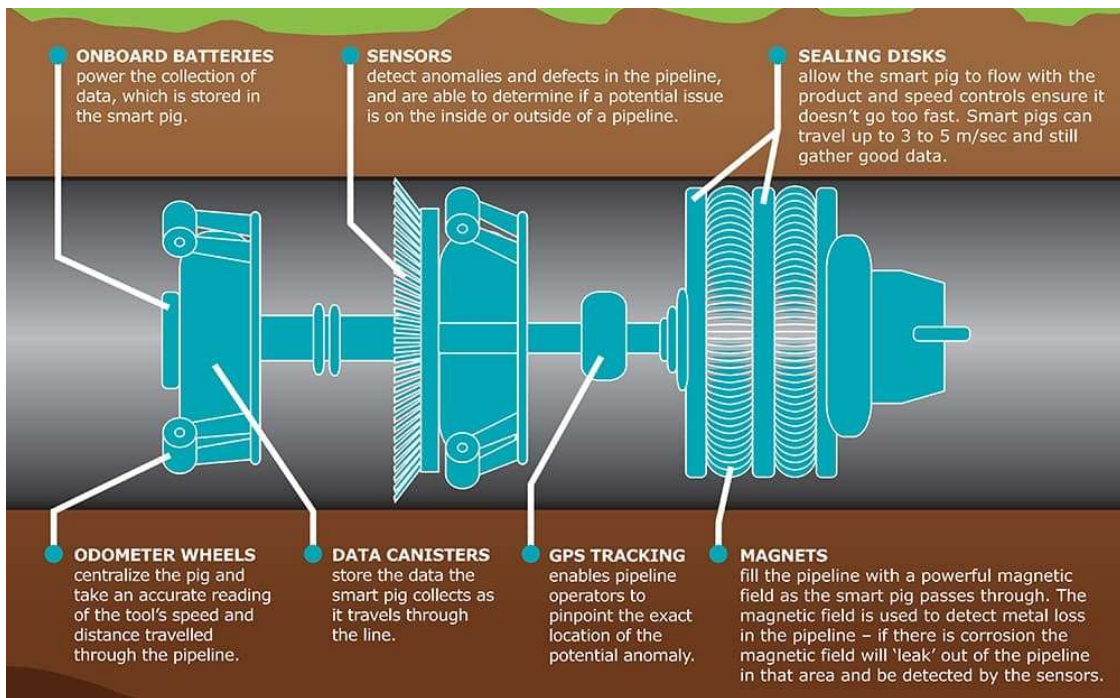 ONBOARD BATTERIES
power the collection of
data, which is stored in
the smart pig.
SENSORS
detect anomalies and defects in the pipeline,
and are able to determine if a potential issue
is on the inside or outside of a pipeline.
SEALING DISKS
allow the smart pig to flow with the
product and speed controls ensure it
doesn't go too fast. Smart pigs can
travel up to 3 to 5 m/sec and still
gather good data.
ODOMETER WHEELS
centralize the pig and
take an accurate reading
of the tool's speed and
distance travelled
through the pipeline.
DATA CANISTERS
store the data the
smart pig collects as
it travels through
the line.
GPS TRACKING
enables pipeline
operators to
pinpoint the exact
location of the
potential anomaly.
MAGNETS
fill the pipeline with a powerful magnetic
field as the smart pig passes through. The
magnetic field is used to detect metal loss
in the pipeline – if there is corrosion the
magnetic field will ‘leak’ out of the pipeline
in that area and be detected by the sensors.